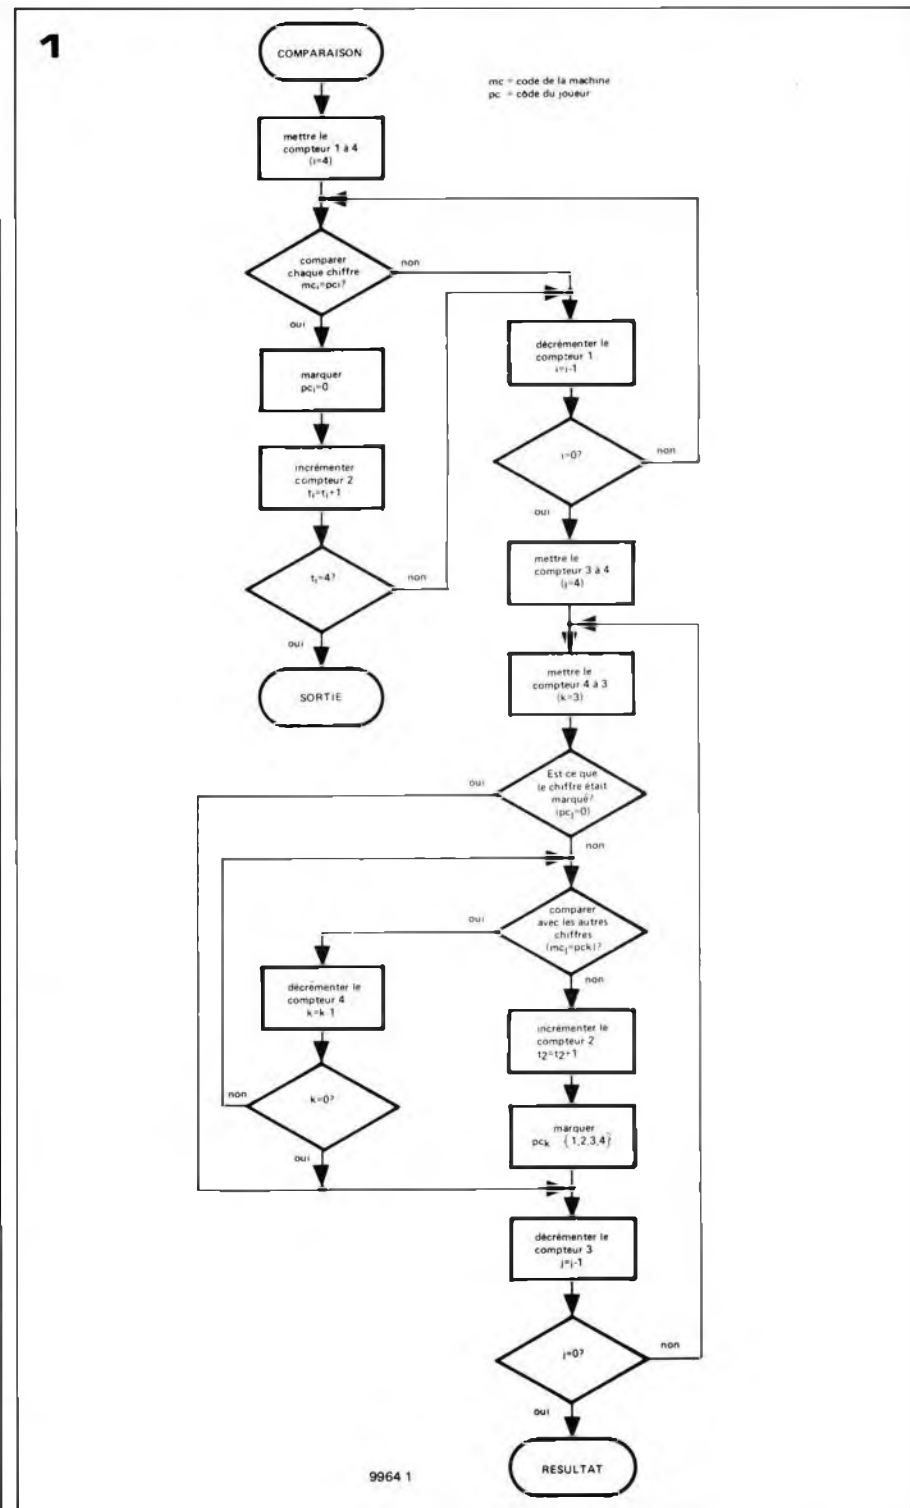 1
COMPARAISON
mc = code de la machine
pc = code du joueur
mettre le
compteur 1 à 4
(i=4)
comparer
chaque chiffre
mci=pci?
non
oui
marquer
pci=0
incrémenter
compteur 2
ti=ti+1
ti=4?
non
oui
SORTIE
décrémenter le
compteur 1
i=i-1
i=0?
non
oui
mettre le
compteur 3 à 4
(j=4)
mettre le
compteur 4 à 3
(k=3)
Est ce que
le chiffre était
marqué?
(pcj=0)
oui
non
comparer
avec les autres
chiffres
(mcj=pck)?
oui
non
décrémenter le
compteur 4
k=k-1
k=0?
non
oui
incrémenter le
compteur 2
t2=t2+1
marquer
pck {1,2,3,4}
décrémenter le
compteur 3
j=j-1
j=0?
non
oui
RESULTAT
9964 1